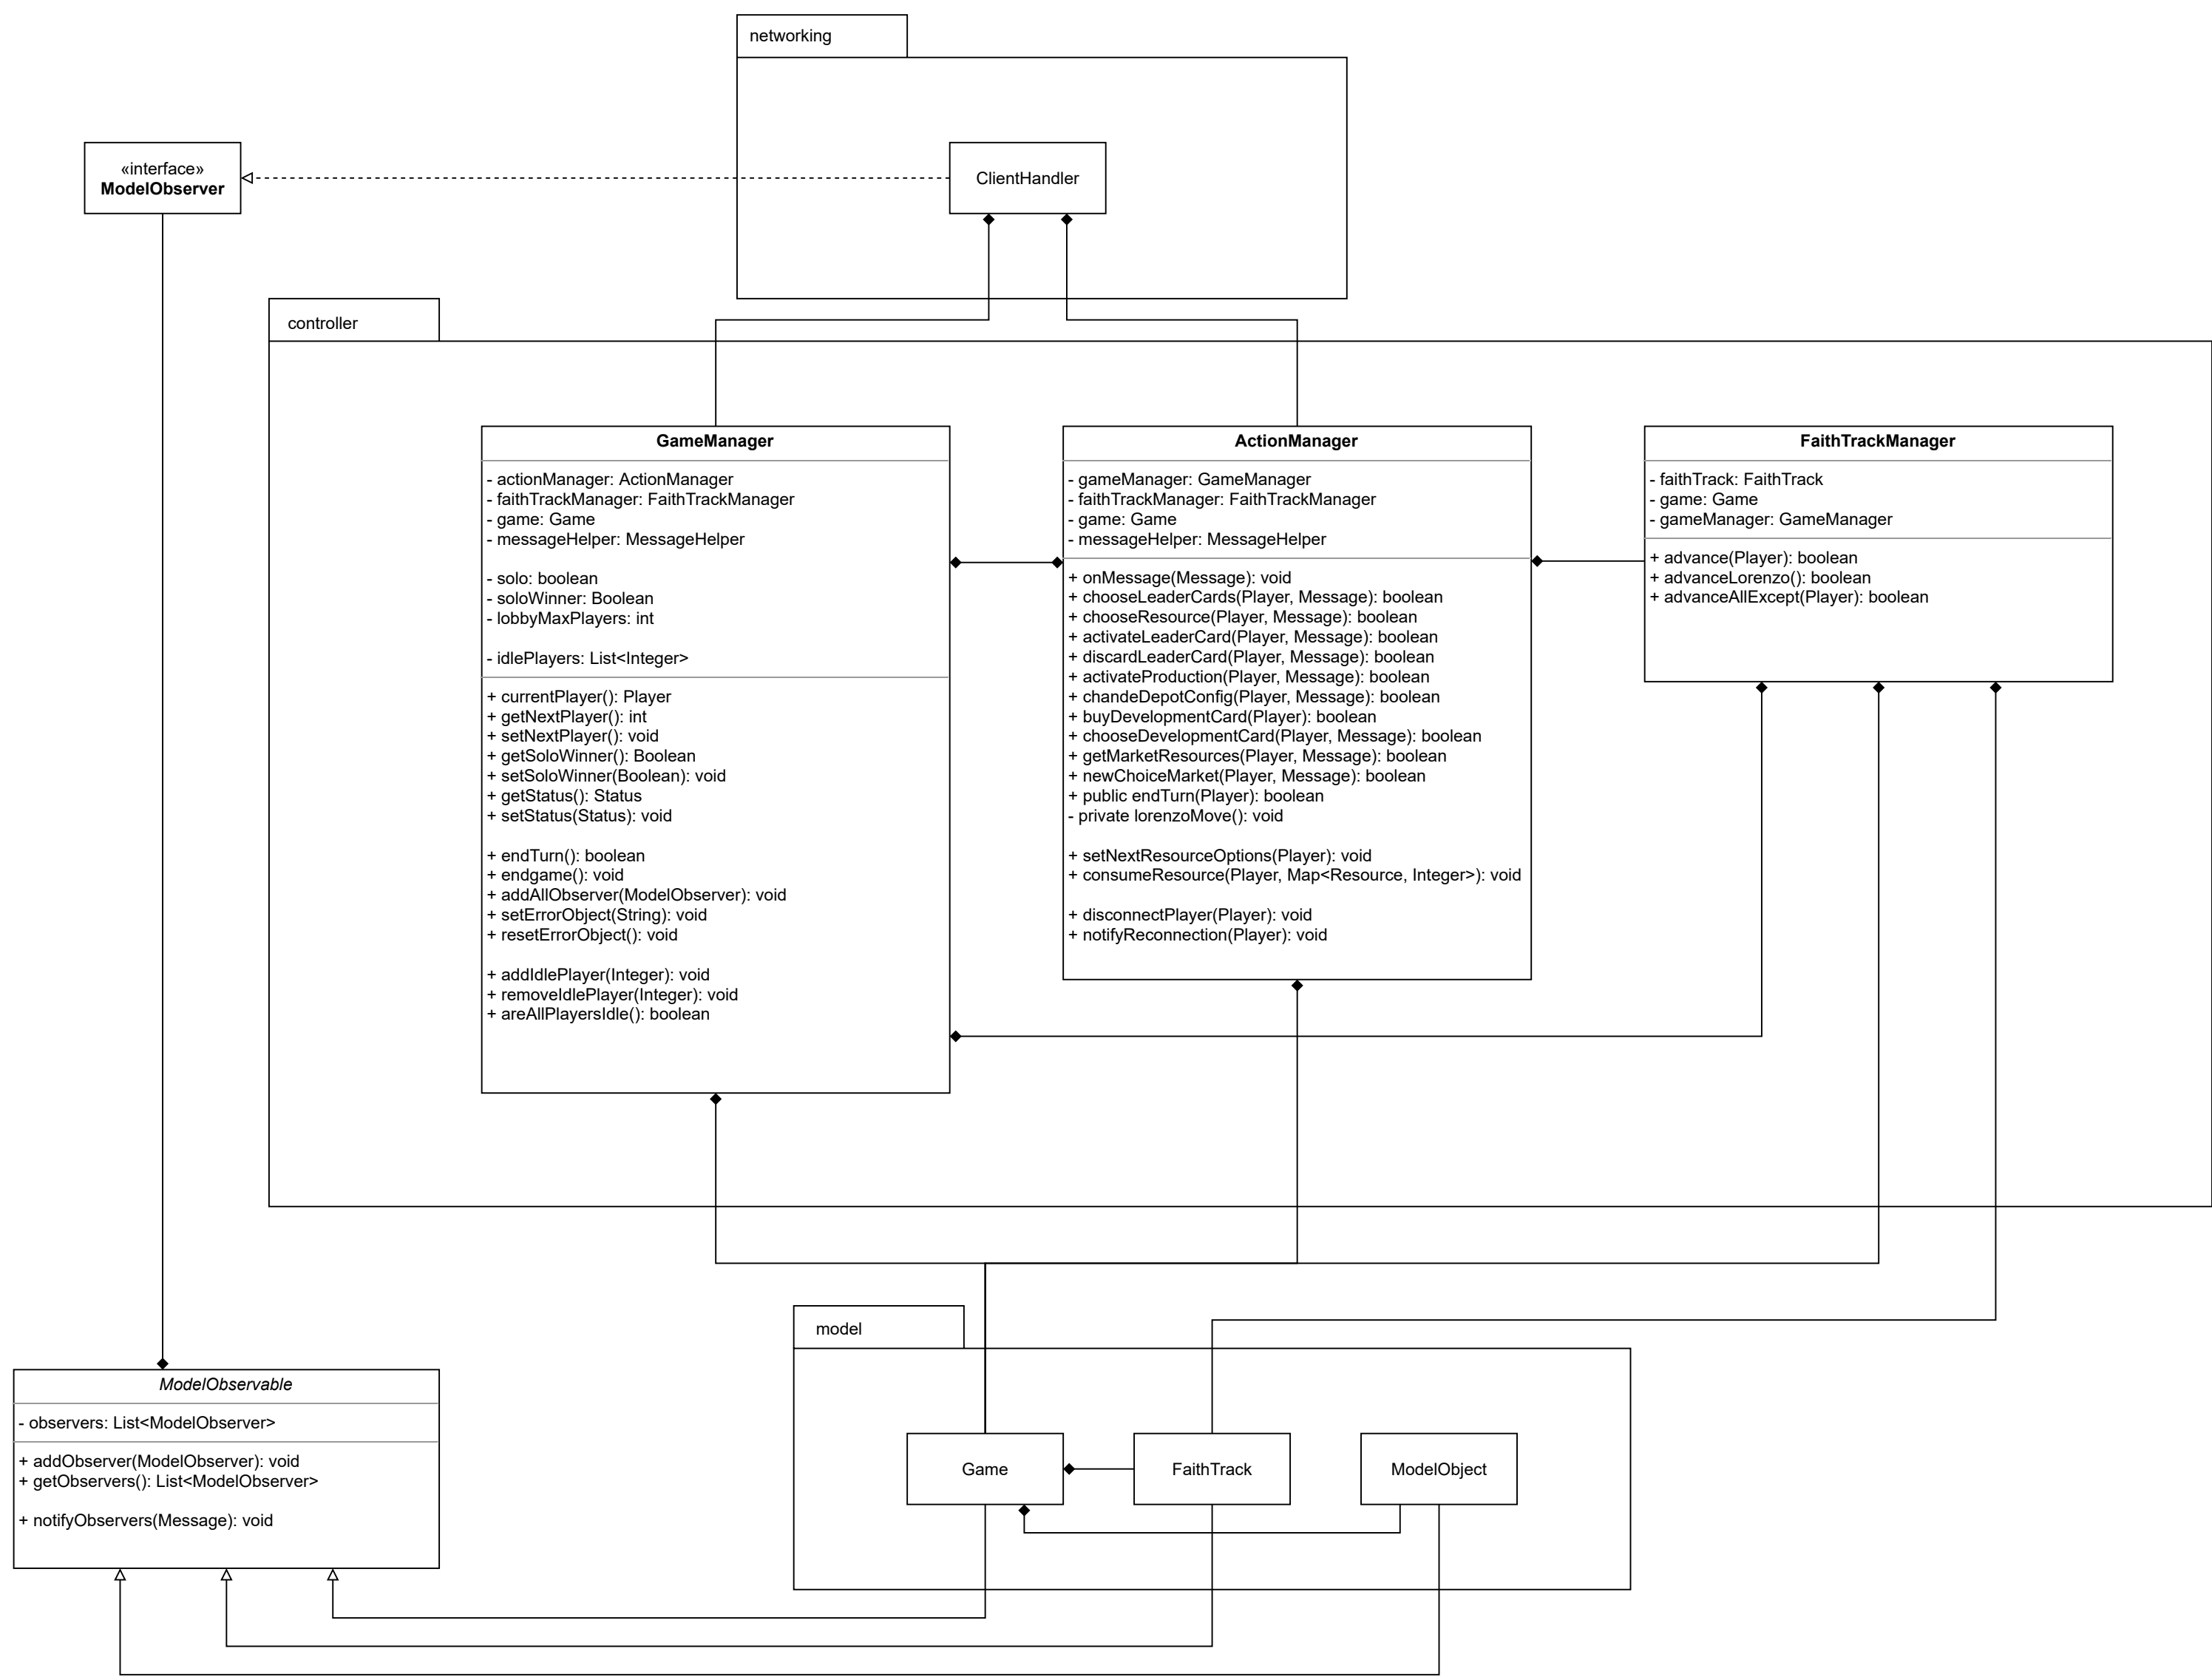 networking
«interface»
ModelObserver
ClientHandler
controller
GameManager
- actionManager: ActionManager
- faithTrackManager: FaithTrackManager
- game: Game
- messageHelper: MessageHelper
- solo: boolean
- soloWinner: Boolean
- lobbyMaxPlayers: int
- idlePlayers: List<Integer>
+ currentPlayer(): Player
+ getNextPlayer(): int
+ setNextPlayer(): void
+ getSoloWinner(): Boolean
+ setSoloWinner(Boolean): void
+ getStatus(): Status
+ setStatus(Status): void
+ endTurn(): boolean
+ endgame(): void
+ addAllObserver(ModelObserver): void
+ setErrorObject(String): void
+ resetErrorObject(): void
+ addIdlePlayer(Integer): void
+ removeIdlePlayer(Integer): void
+ areAllPlayersIdle(): boolean
ActionManager
- gameManager: GameManager
- faithTrackManager: FaithTrackManager
- game: Game
- messageHelper: MessageHelper
+ onMessage(Message): void
+ chooseLeaderCards(Player, Message): boolean
+ chooseResource(Player, Message): boolean
+ activateLeaderCard(Player, Message): boolean
+ discardLeaderCard(Player, Message): boolean
+ activateProduction(Player, Message): boolean
+ chandeDepotConfig(Player, Message): boolean
+ buyDevelopmentCard(Player): boolean
+ chooseDevelopmentCard(Player, Message): boolean
+ getMarketResources(Player, Message): boolean
+ newChoiceMarket(Player, Message): boolean
+ public endTurn(Player): boolean
- private lorenzoMove(): void
+ setNextResourceOptions(Player): void
+ consumeResource(Player, Map<Resource, Integer>): void
+ disconnectPlayer(Player): void
+ notifyReconnection(Player): void
FaithTrackManager
- faithTrack: FaithTrack
- game: Game
- gameManager: GameManager
+ advance(Player): boolean
+ advanceLorenzo(): boolean
+ advanceAllExcept(Player): boolean
model
ModelObservable
- observers: List<ModelObserver>
+ addObserver(ModelObserver): void
+ getObservers(): List<ModelObserver>
+ notifyObservers(Message): void
Game
FaithTrack
ModelObject